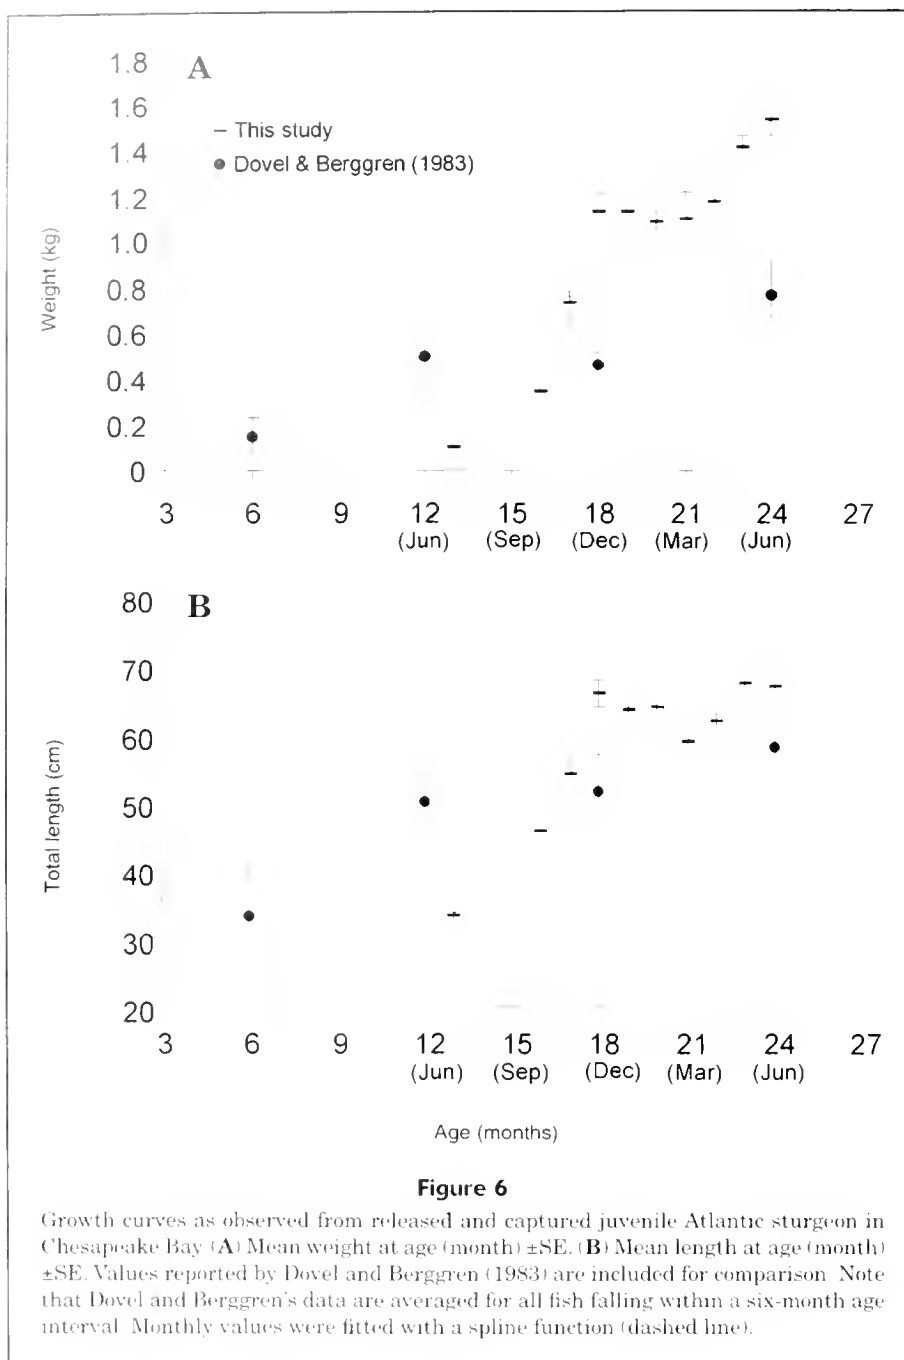 A
1.8
1.6
1.4
1.2
1.0
0.8
0.6
0.4
0.2
0
Weight (kg)
– This study
● Dovel & Berggren (1983)
3 6 9 12 15 18 21 24 27
(Jun) (Sep) (Dec) (Mar) (Jun)
B
80
70
60
50
40
30
20
Total length (cm)
3 6 9 12 15 18 21 24 27
(Jun) (Sep) (Dec) (Mar) (Jun)
Age (months)
Figure 6
Growth curves as observed from released and captured juvenile Atlantic sturgeon in
Chesapeake Bay (A) Mean weight at age (month) ±SE. (B) Mean length at age (month)
±SE. Values reported by Dovel and Berggren (1983) are included for comparison Note
that Dovel and Berggren's data are averaged for all fish falling within a six-month age
interval Monthly values were fitted with a spline function (dashed line).